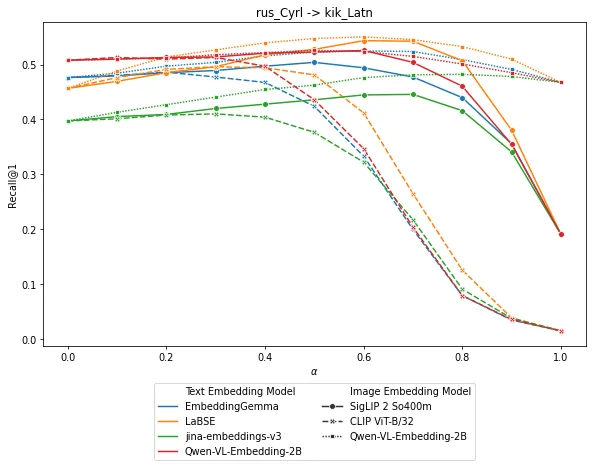 rus_Cyrl -> kik_Latn
0.5
0.4
0.3
0.2
0.1
0.0
Recall@1
0.0 0.2 0.4 0.6 0.8 1.0
α
Text Embedding Model
EmbeddingGemma
LaBSE
jina-embeddings-v3
Qwen-VL-Embedding-2B
Image Embedding Model
SigLIP 2 So400m
CLIP ViT-B/32
Qwen-VL-Embedding-2B